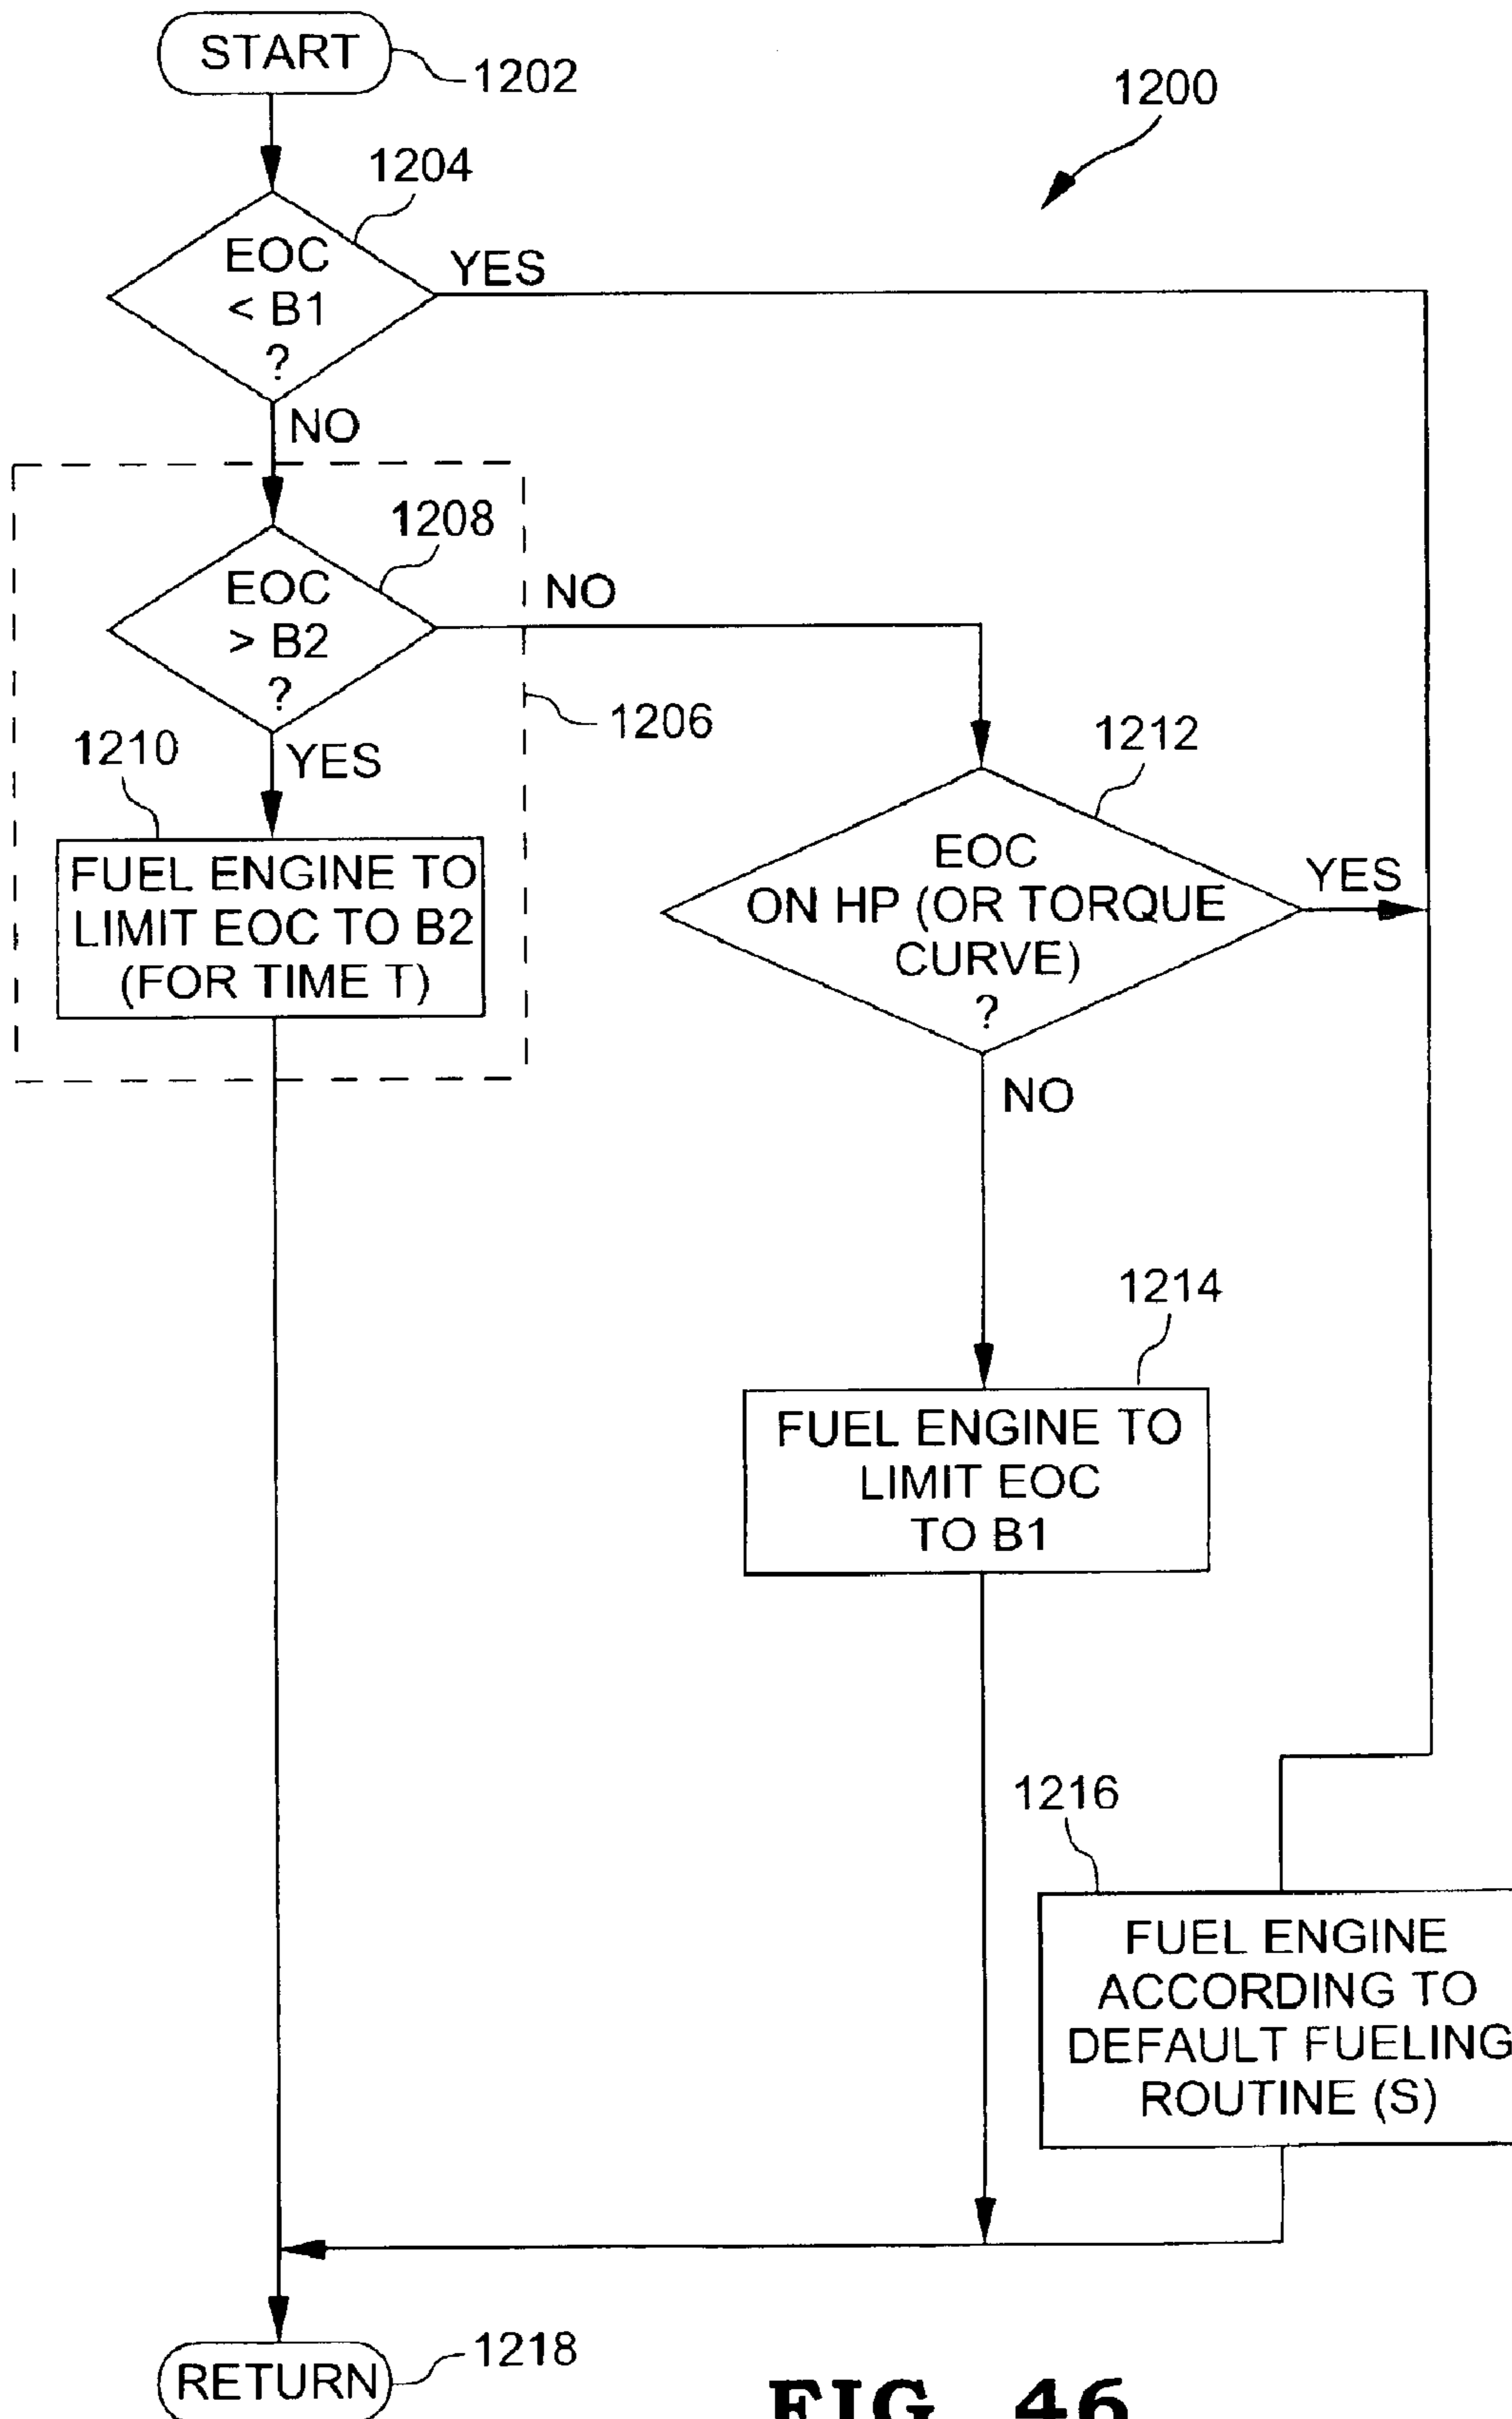 START
1202
1200
1204
EOC
< B1
?
YES
NO
1208
EOC
> B2
?
NO
1206
1210
YES
FUEL ENGINE TO
LIMIT EOC TO B2
(FOR TIME T)
1212
EOC
ON HP (OR TORQUE
CURVE)
?
YES
NO
1214
FUEL ENGINE TO
LIMIT EOC
TO B1
1216
FUEL ENGINE
ACCORDING TO
DEFAULT FUELING
ROUTINE (S)
RETURN
1218
FIG. 46